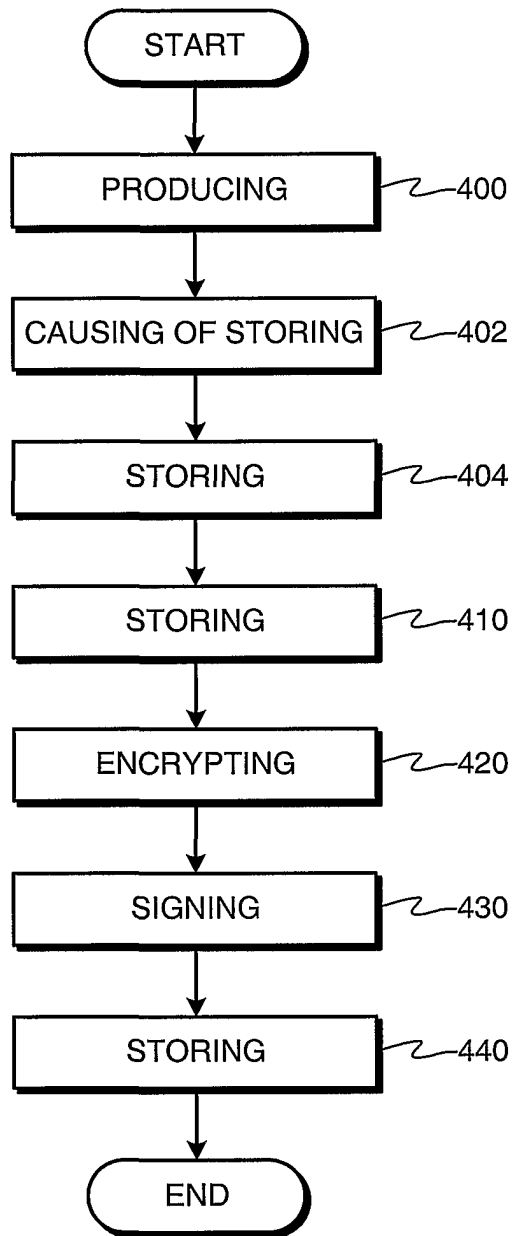 START
PRODUCING 400
CAUSING OF STORING 402
STORING 404
STORING 410
ENCRYPTING 420
SIGNING 430
STORING 440
END